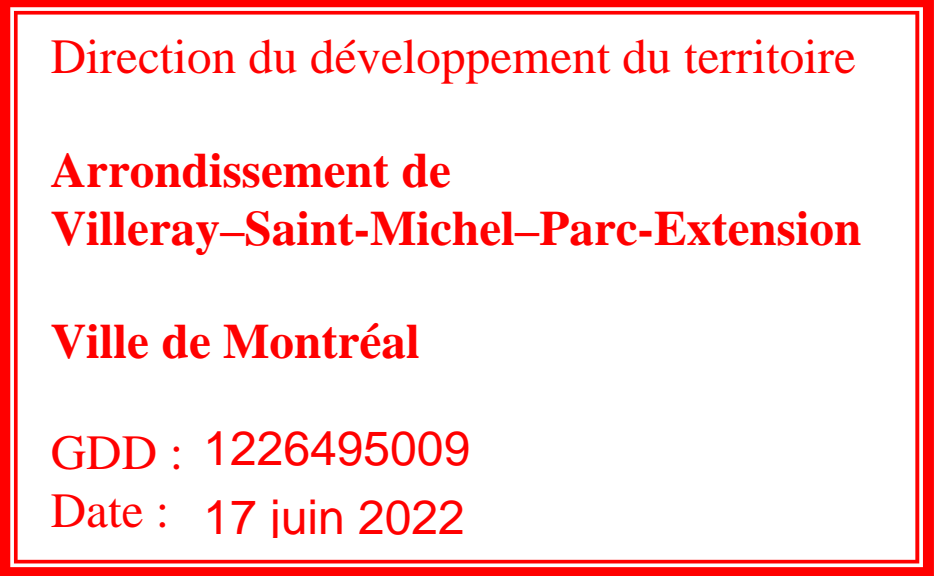 Direction du développement du territoire
Arrondissement de
Villeray–Saint-Michel–Parc-Extension
Ville de Montréal
GDD : 1226495009
Date : 17 juin 2022